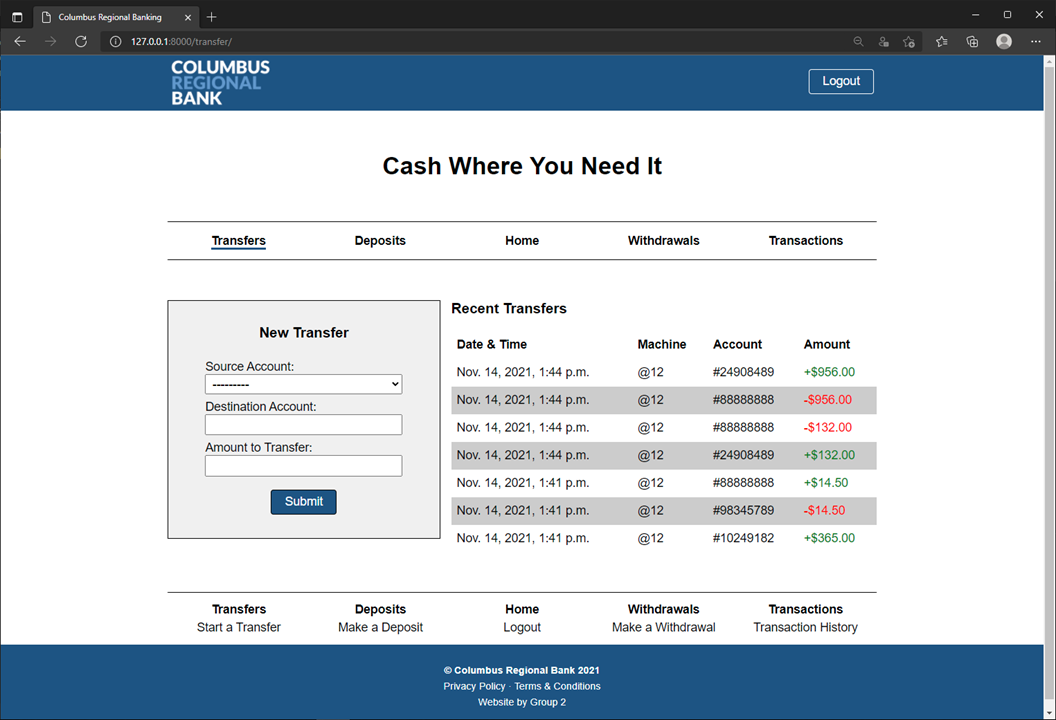 Columbus Regional Banking
127.0.0.1:8000/transfer/
COLUMBUS
REGIONAL
BANK
Logout
Cash Where You Need It
Transfers Deposits Home Withdrawals Transactions
New Transfer
Source Account:
---------
Destination Account:
Amount to Transfer:
Submit
Recent Transfers
Date & Time Machine Account Amount
Nov. 14, 2021, 1:44 p.m. @12 #24908489 +$956.00
Nov. 14, 2021, 1:44 p.m. @12 #88888888 -$956.00
Nov. 14, 2021, 1:44 p.m. @12 #88888888 -$132.00
Nov. 14, 2021, 1:44 p.m. @12 #24908489 +$132.00
Nov. 14, 2021, 1:41 p.m. @12 #88888888 +$14.50
Nov. 14, 2021, 1:41 p.m. @12 #98345789 -$14.50
Nov. 14, 2021, 1:41 p.m. @12 #10249182 +$365.00
Transfers Deposits Home Withdrawals Transactions
Start a Transfer Make a Deposit Logout Make a Withdrawal Transaction History
© Columbus Regional Bank 2021
Privacy Policy · Terms & Conditions
Website by Group 2